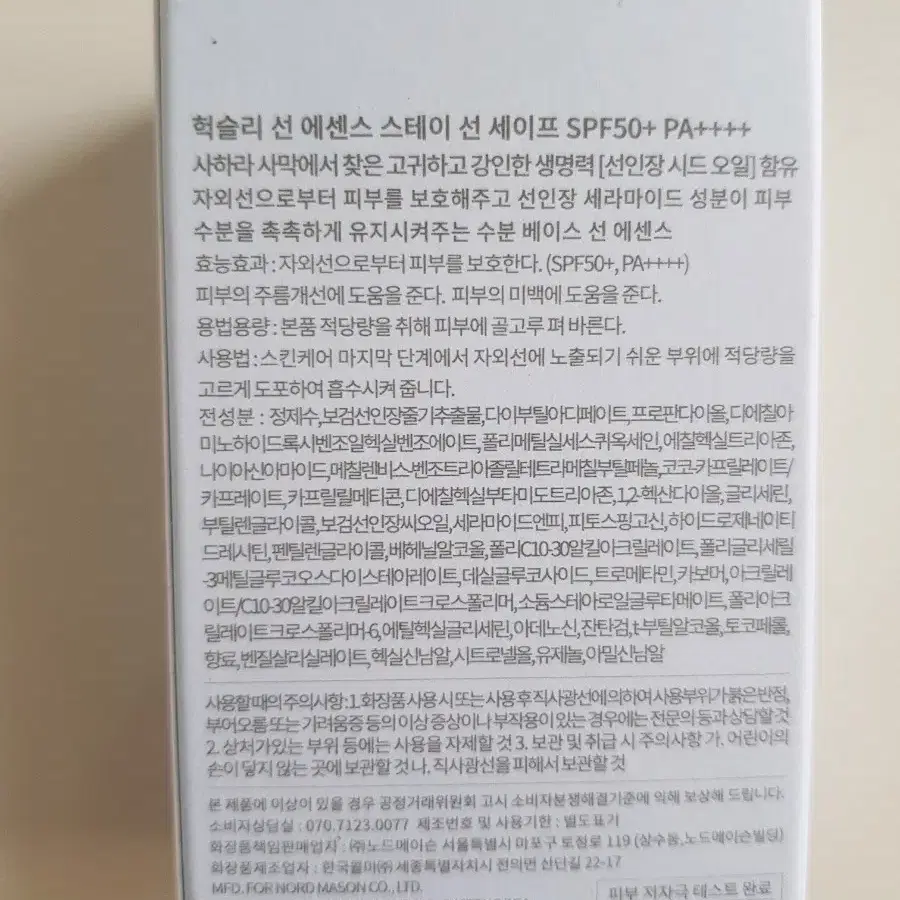 헉슬리 선 에센스 스테이 선 세이프 SPF50+ PA++++
사하라 사막에서 찾은 고귀하고 강인한 생명력 [선인장 시드 오일] 함유
자외선으로부터 피부를 보호해주고 선인장 세라마이드 성분이 피부
수분을 촉촉하게 유지시켜주는 수분 베이스 선 에센스
효능효과 : 자외선으로부터 피부를 보호한다. (SPF50+, PA++++)
피부의 주름개선에 도움을 준다. 피부의 미백에 도움을 준다.
용법용량 : 본품 적당량을 취해 피부에 골고루 펴 바른다.
사용법 : 스킨케어 마지막 단계에서 자외선에 노출되기 쉬운 부위에 적당량을
고르게 도포하여 흡수시켜 줍니다.
전성분 : 정제수,보검선인장줄기추출물,다이부틸아디페이트,프로판다이올,디에칠아
미노하이드록시벤조일헥실벤조에이트,폴리메틸실세스퀴옥세인,에칠헥실트리아존,
나이아신아마이드,메칠렌비스-벤조트리아졸릴테트라메칠부틸페놀,코코-카프릴레이트/
카프레이트,카프릴릴메티콘,디에칠헥실부타미도트리아존,1,2-헥산다이올,글리세린,
부틸렌글라이콜,보검선인장씨오일,세라마이드엔피,피토스핑고신,하이드로제네이티
드레시틴,펜틸렌글라이콜,베헤닐알코올,폴리C10-30알킬아크릴레이트,폴리글리세릴
-3메틸글루코오스다이스테아레이트,데실글루코사이드,트로메타민,카보머,아크릴레
이트/C10-30알킬아크릴레이트크로스폴리머,소듐스테아로일글루타메이트,폴리아크
릴레이트크로스폴리머-6,에틸헥실글리세린,아데노신,잔탄검,t-부틸알코올,토코페롤,
향료,벤질살리실레이트,헥실신남알,시트로넬올,유제놀,아밀신남알
사용할 때의 주의사항 : 1. 화장품 사용 시 또는 사용 후 직사광선에 의하여 사용부위가 붉은 반점,
부어오름 또는 가려움증 등의 이상 증상이나 부작용이 있는 경우에는 전문의 등과 상담할 것
2. 상처가 있는 부위 등에는 사용을 자제할 것 3. 보관 및 취급 시 주의사항 가. 어린이의
손이 닿지 않는 곳에 보관할 것 나. 직사광선을 피해서 보관할 것
본 제품에 이상이 있을 경우 공정거래위원회 고시 소비자분쟁해결기준에 의해 보상해 드립니다.
소비자상담실 : 070.7123.0077 제조번호 및 사용기한 : 별도표기
화장품책임판매업자 : ㈜노드메이슨 서울특별시 마포구 토정로 119 (상수동,노드메이슨빌딩)
화장품제조업자 : 한국콜마㈜ 세종특별자치시 전의면 산단길 22-17
MFD. FOR NORD MASON CO., LTD.
피부 저자극 테스트 완료